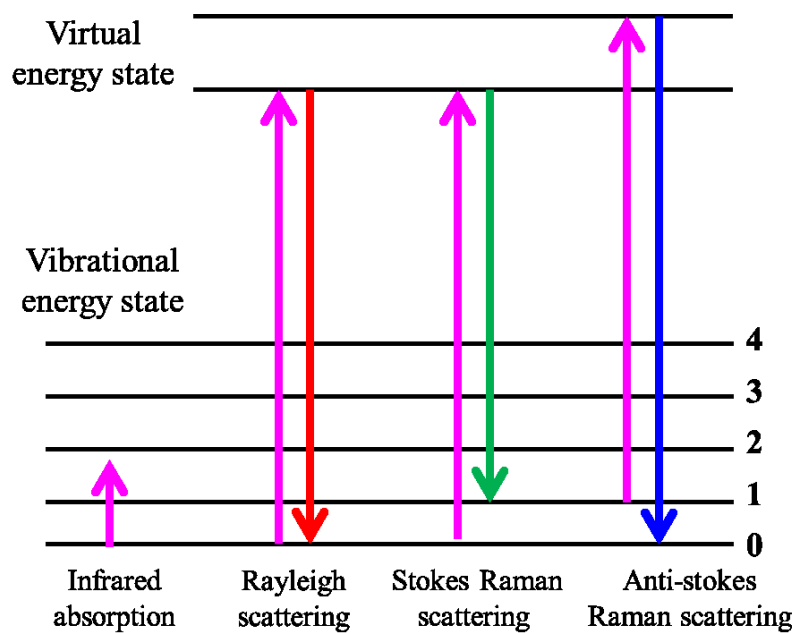 Virtual
energy state
Vibrational
energy state
4
3
2
1
0
Infrared
absorption
Rayleigh
scattering
Stokes Raman
scattering
Anti-stokes
Raman scattering